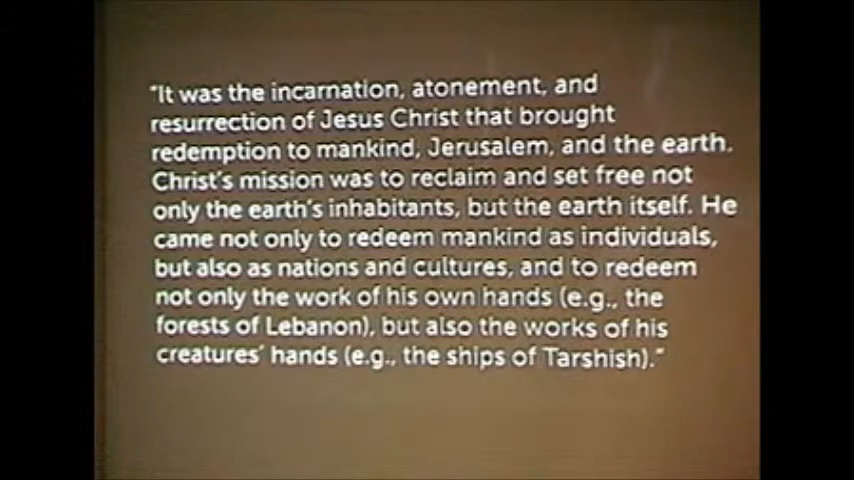 "It was the incarnation, atonement, and
resurrection of Jesus Christ that brought
redemption to mankind, Jerusalem, and the earth.
Christ's mission was to reclaim and set free not
only the earth's inhabitants, but the earth itself. He
came not only to redeem mankind as individuals,
but also as nations and cultures, and to redeem
not only the work of his own hands (e.g., the
forests of Lebanon), but also the works of his
creatures' hands (e.g., the ships of Tarshish)."